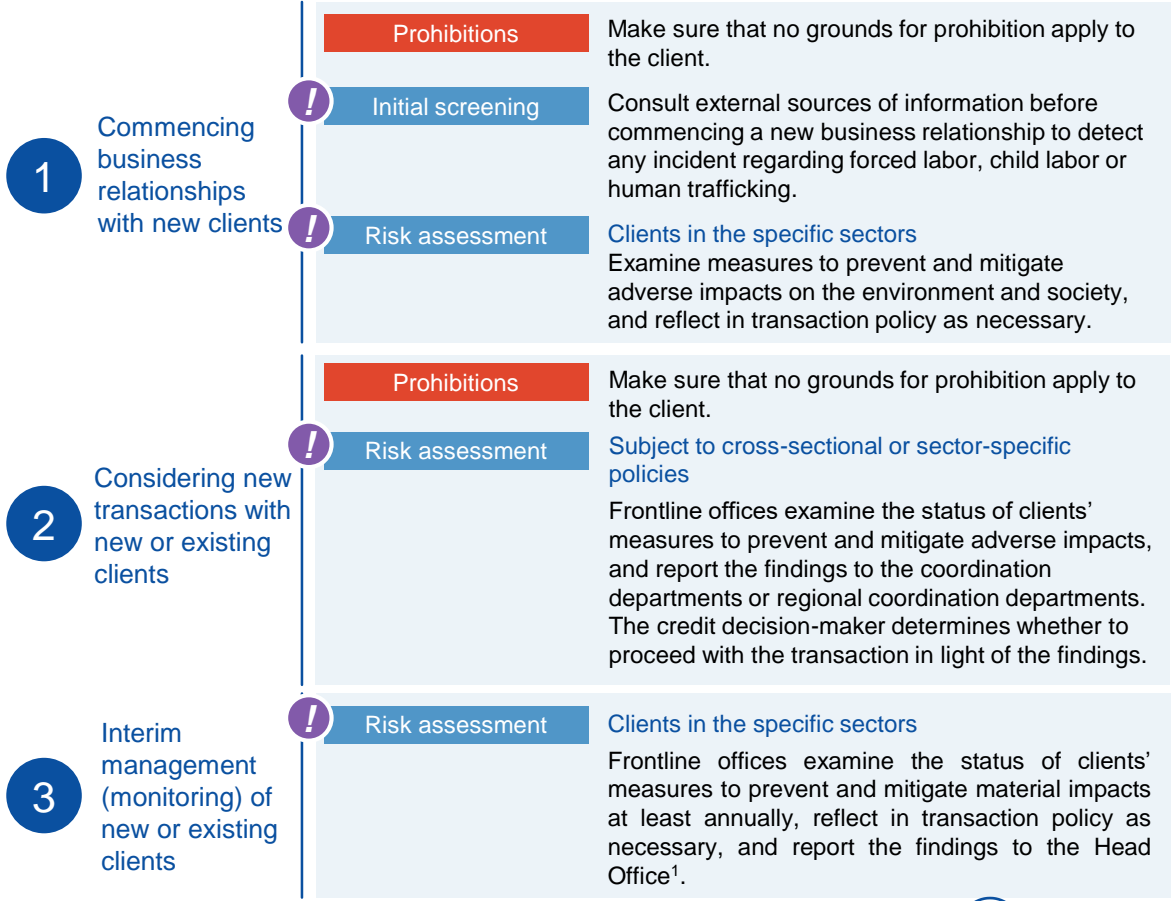 1
Commencing
business
relationships
with new clients
Prohibitions
Make sure that no grounds for prohibition apply to
the client.
!
Initial screening
Consult external sources of information before
commencing a new business relationship to detect
any incident regarding forced labor, child labor or
human trafficking.
!
Risk assessment
Clients in the specific sectors
Examine measures to prevent and mitigate
adverse impacts on the environment and society,
and reflect in transaction policy as necessary.
2
Considering new
transactions with
new or existing
clients
Prohibitions
Make sure that no grounds for prohibition apply to
the client.
!
Risk assessment
Subject to cross-sectional or sector-specific
policies
Frontline offices examine the status of clients’
measures to prevent and mitigate adverse impacts,
and report the findings to the coordination
departments or regional coordination departments.
The credit decision-maker determines whether to
proceed with the transaction in light of the findings.
3
Interim
management
(monitoring) of
new or existing
clients
!
Risk assessment
Clients in the specific sectors
Frontline offices examine the status of clients’
measures to prevent and mitigate material impacts
at least annually, reflect in transaction policy as
necessary, and report the findings to the Head
Office¹.